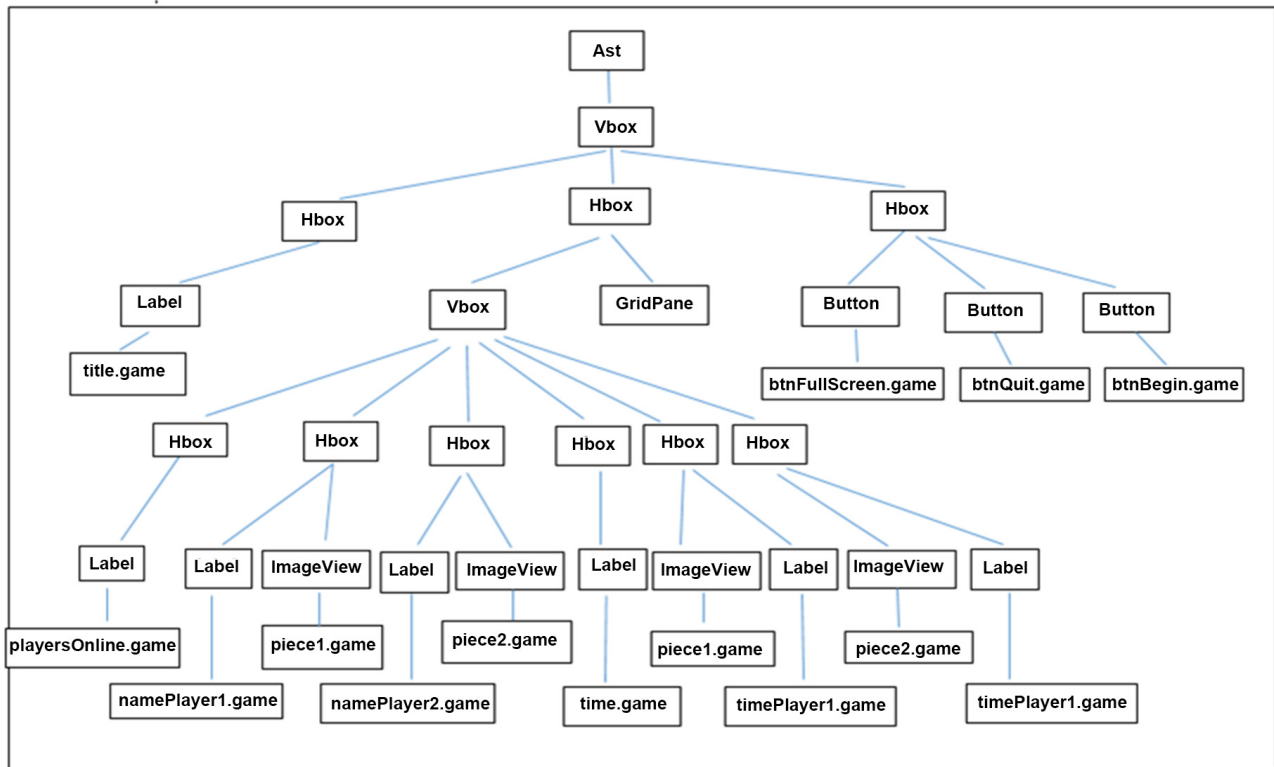 Ast
Vbox
Hbox
Hbox
Hbox
Label
Vbox
GridPane
Button
Button
Button
title.game
btnFullScreen.game
btnQuit.game
btnBegin.game
Hbox
Hbox
Hbox
Hbox
Hbox
Hbox
Label
Label
ImageView
Label
ImageView
Label
ImageView
Label
ImageView
Label
playersOnline.game
piece1.game
piece2.game
piece1.game
piece2.game
namePlayer1.game
namePlayer2.game
time.game
timePlayer1.game
timePlayer1.game